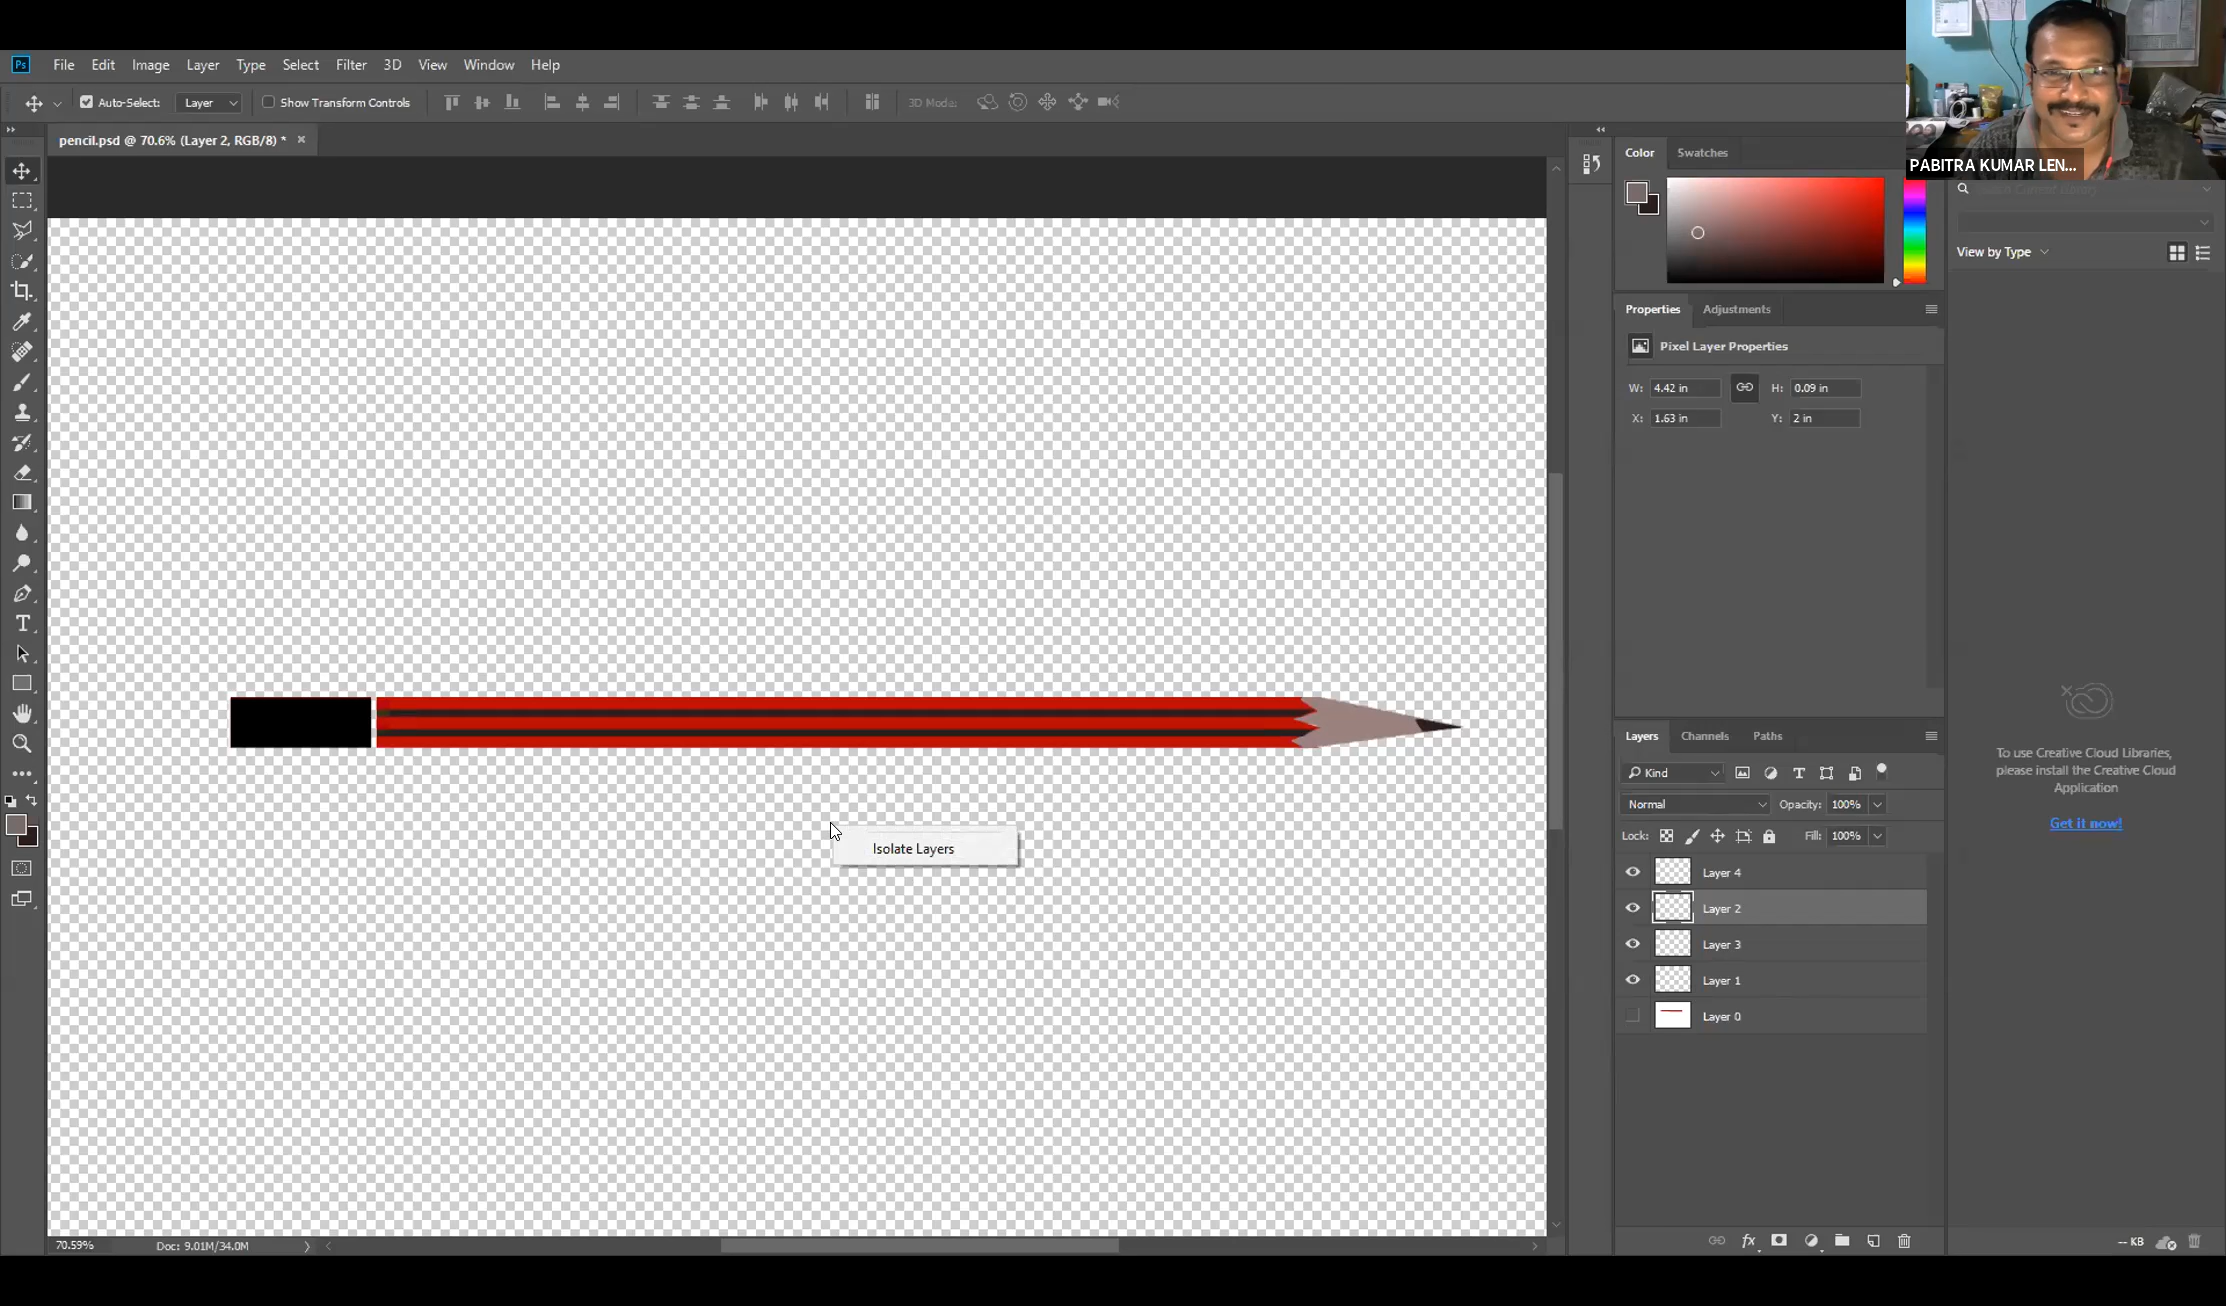 Ps File Edit Image Layer Type Select Filter 3D View Window Help
Auto-Select: Layer Show Transform Controls 3D Mode:
pencil.psd @ 70.6% (Layer 2, RGB/8) *
Color Swatches
PABITRA KUMAR LEN...
Search Current Library
View by Type
Properties Adjustments
Pixel Layer Properties
W: 4.42 in H: 0.09 in
X: 1.63 in Y: 2 in
Isolate Layers
Layers Channels Paths
Kind
Normal Opacity: 100%
Lock: Fill: 100%
Layer 4
Layer 2
Layer 3
Layer 1
Layer 0
To use Creative Cloud Libraries,
please install the Creative Cloud
Application
Get it now!
70.59% Doc: 9.01M/34.0M
fx
-- KB